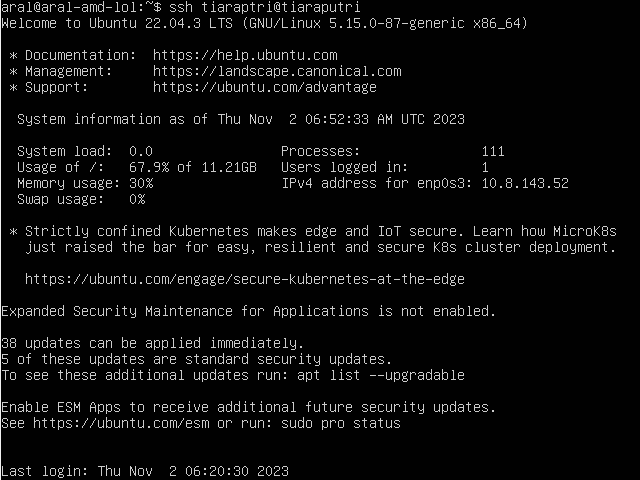 aral@aral-amd-lol:~$ ssh tiaraptri@tiaraputri
Welcome to Ubuntu 22.04.3 LTS (GNU/Linux 5.15.0-87-generic x86_64)
* Documentation:  https://help.ubuntu.com
* Management:     https://landscape.canonical.com
* Support:        https://ubuntu.com/advantage
System information as of Thu Nov  2 06:52:33 AM UTC 2023
System load:  0.0                Processes:               111
Usage of /:   67.9% of 11.21GB   Users logged in:         1
Memory usage: 30%                IPv4 address for enp0s3: 10.8.143.52
Swap usage:   0%
* Strictly confined Kubernetes makes edge and IoT secure. Learn how MicroK8s
just raised the bar for easy, resilient and secure K8s cluster deployment.
https://ubuntu.com/engage/secure-kubernetes-at-the-edge
Expanded Security Maintenance for Applications is not enabled.
38 updates can be applied immediately.
5 of these updates are standard security updates.
To see these additional updates run: apt list --upgradable
Enable ESM Apps to receive additional future security updates.
See https://ubuntu.com/esm or run: sudo pro status
Last login: Thu Nov  2 06:20:30 2023